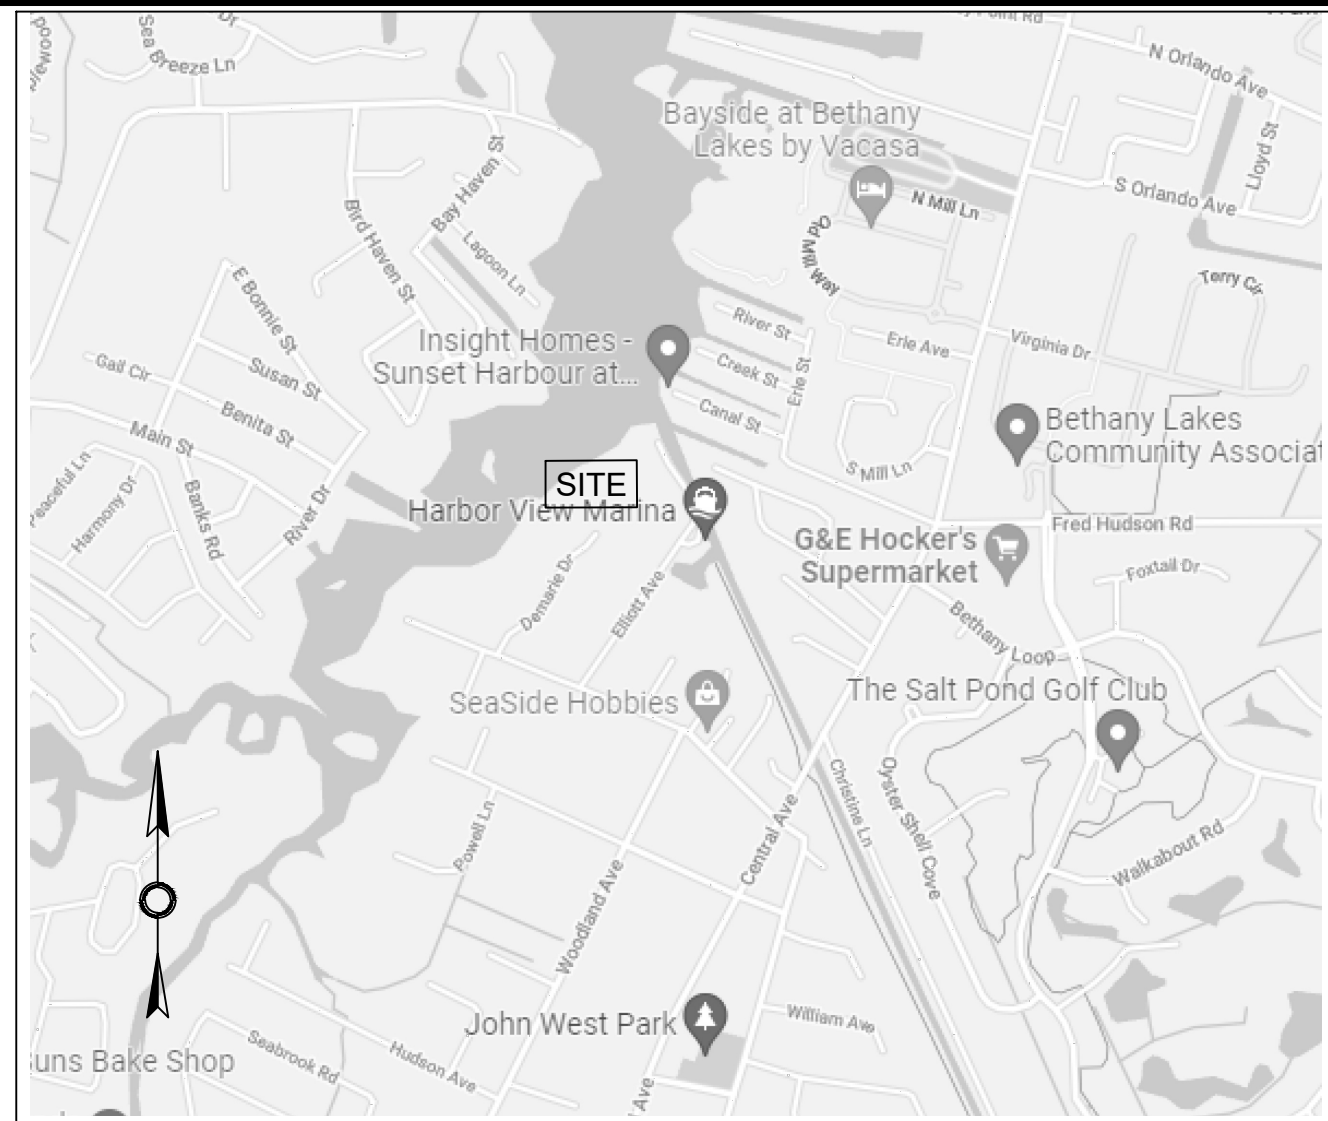 Dr
Sea
Breeze Ln
N Orlando Ave
Bayside at Bethany
Lakes by Vacasa
Lloyd St
S Orlando Ave
N Mill Ln
Bay Haven St
Bird Haven St
Lagoon Ln
Old Mill Way
Terry Cir
E Bonnie St
River St
Erie Ave
Virginia Dr
Insight Homes -
Sunset Harbour at...
Creek St
Erie St
Gail Cir
Susan St
Benita St
Canal St
Bethany Lakes
Community Associat
Main St
S Mill Ln
Peaceful Ln
Harmony Dr
Banks Rd
River Dr
SITE
Harbor View Marina
Fred Hudson Rd
G&E Hocker's
Supermarket
Foxtail Dr
Demarie Dr
Elliott Ave
Bethany Loop
SeaSide Hobbies
The Salt Pond Golf Club
Christine Ln
Oyster Shell Cove
Central Ave
Powell Ln
Walkabout Rd
Woodland Ave
John West Park
William Ave
Seabrook Rd
Hudson Ave
uns Bake Shop
Ave